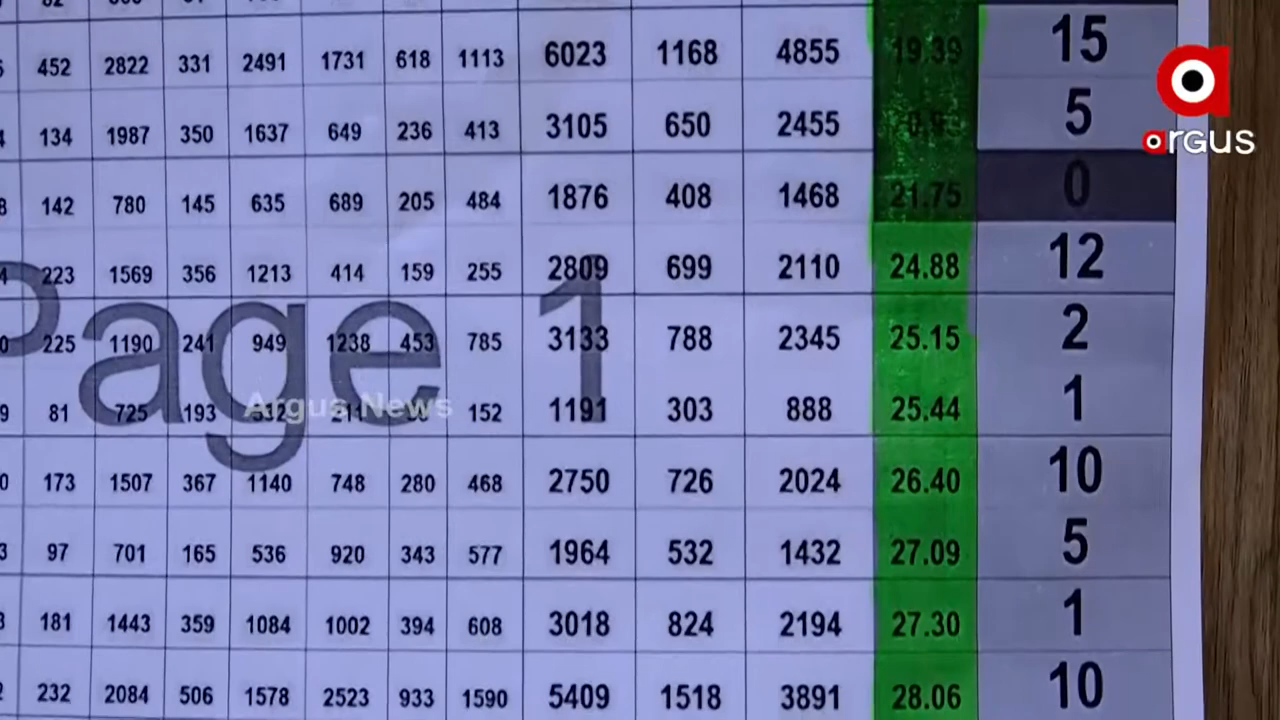 452 2822 331 2491 1731 618 1113 6023 1168 4855 19.39 15
134 1987 350 1637 649 236 413 3105 650 2455 5
142 780 145 635 689 205 484 1876 408 1468 21.75 0
223 1569 356 1213 414 159 255 2809 699 2110 24.88 12
225 1190 241 949 1238 453 785 3133 788 2345 25.15 2
81 725 193 152 1191 303 888 25.44 1
173 1507 367 1140 748 280 468 2750 726 2024 26.40 10
97 701 165 536 920 343 577 1964 532 1432 27.09 5
181 1443 359 1084 1002 394 608 3018 824 2194 27.30 1
232 2084 506 1578 2523 933 1590 5409 1518 3891 28.06 10
Page 1
Argus News
argus